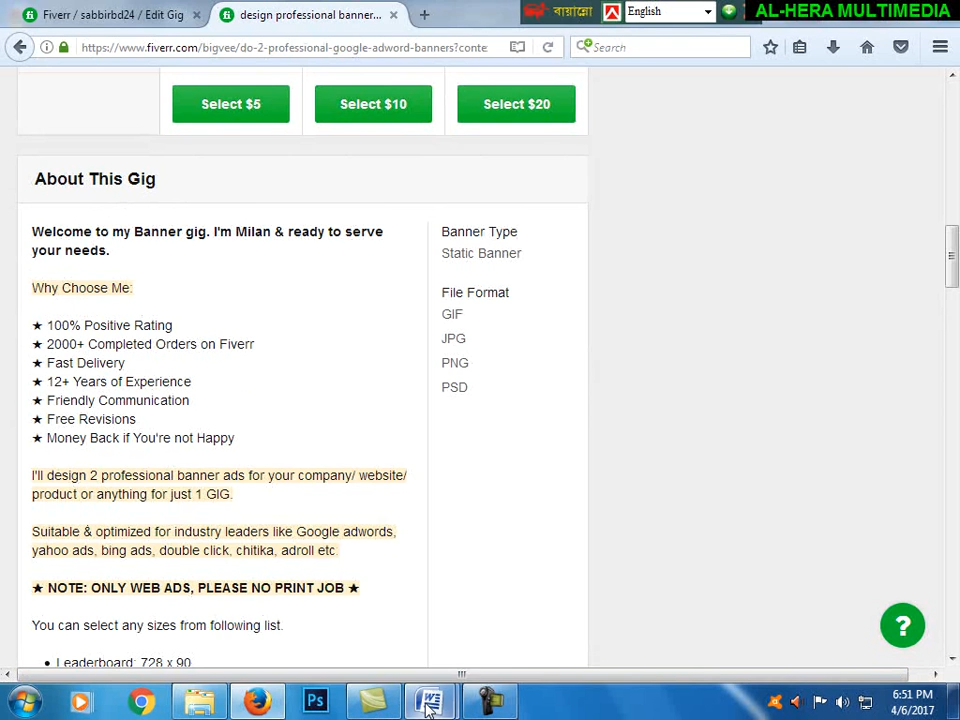 Fiverr / sabbirbd24 / Edit Gig
design professional banner...
বায়ান্নো
English
AL-HERA MULTIMEDIA
https://www.fiverr.com/bigvee/do-2-professional-google-adword-banners?conte
Search
Select $5
Select $10
Select $20
About This Gig
Welcome to my Banner gig. I'm Milan & ready to serve
your needs.
Why Choose Me:
★ 100% Positive Rating
★ 2000+ Completed Orders on Fiverr
★ Fast Delivery
★ 12+ Years of Experience
★ Friendly Communication
★ Free Revisions
★ Money Back if You're not Happy
I'll design 2 professional banner ads for your company/ website/
product or anything for just 1 GIG.
Suitable & optimized for industry leaders like Google adwords,
yahoo ads, bing ads, double click, chitika, adroll etc.
★ NOTE: ONLY WEB ADS, PLEASE NO PRINT JOB ★
You can select any sizes from following list.
• Leaderboard: 728 x 90
Banner Type
Static Banner
File Format
GIF
JPG
PNG
PSD
?
Ps
6:51 PM
4/6/2017